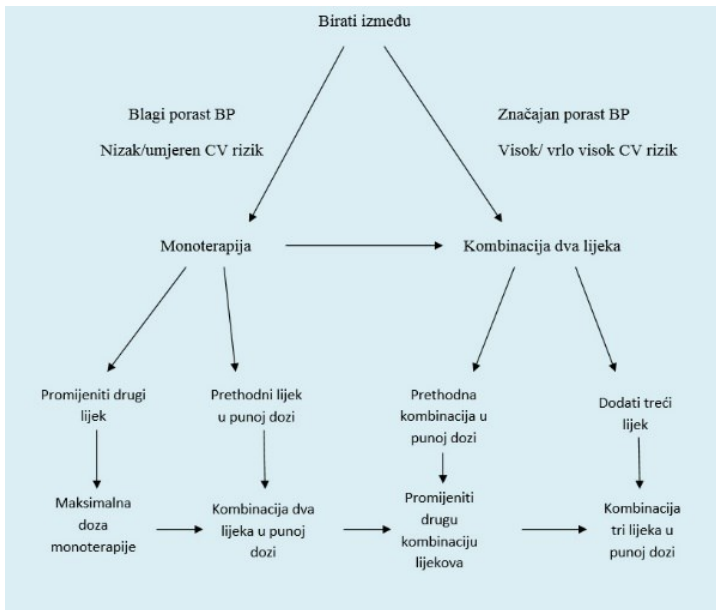 Birati između
Blagi porast BP
Nizak/umjeren CV rizik
Značajan porast BP
Visok/ vrlo visok CV rizik
Monoterapija
Kombinacija dva lijeka
Promijeniti drugi
lijek
Prethodni lijek
u punoj dozi
Prethodna
kombinacija u
punoj dozi
Dodati treći
lijek
Maksimalna
doza
monoterapije
Kombinacija dva
lijeka u punoj
dozi
Promijeniti
drugu
kombinaciju
lijekova
Kombinacija
tri lijeka u
punoj dozi